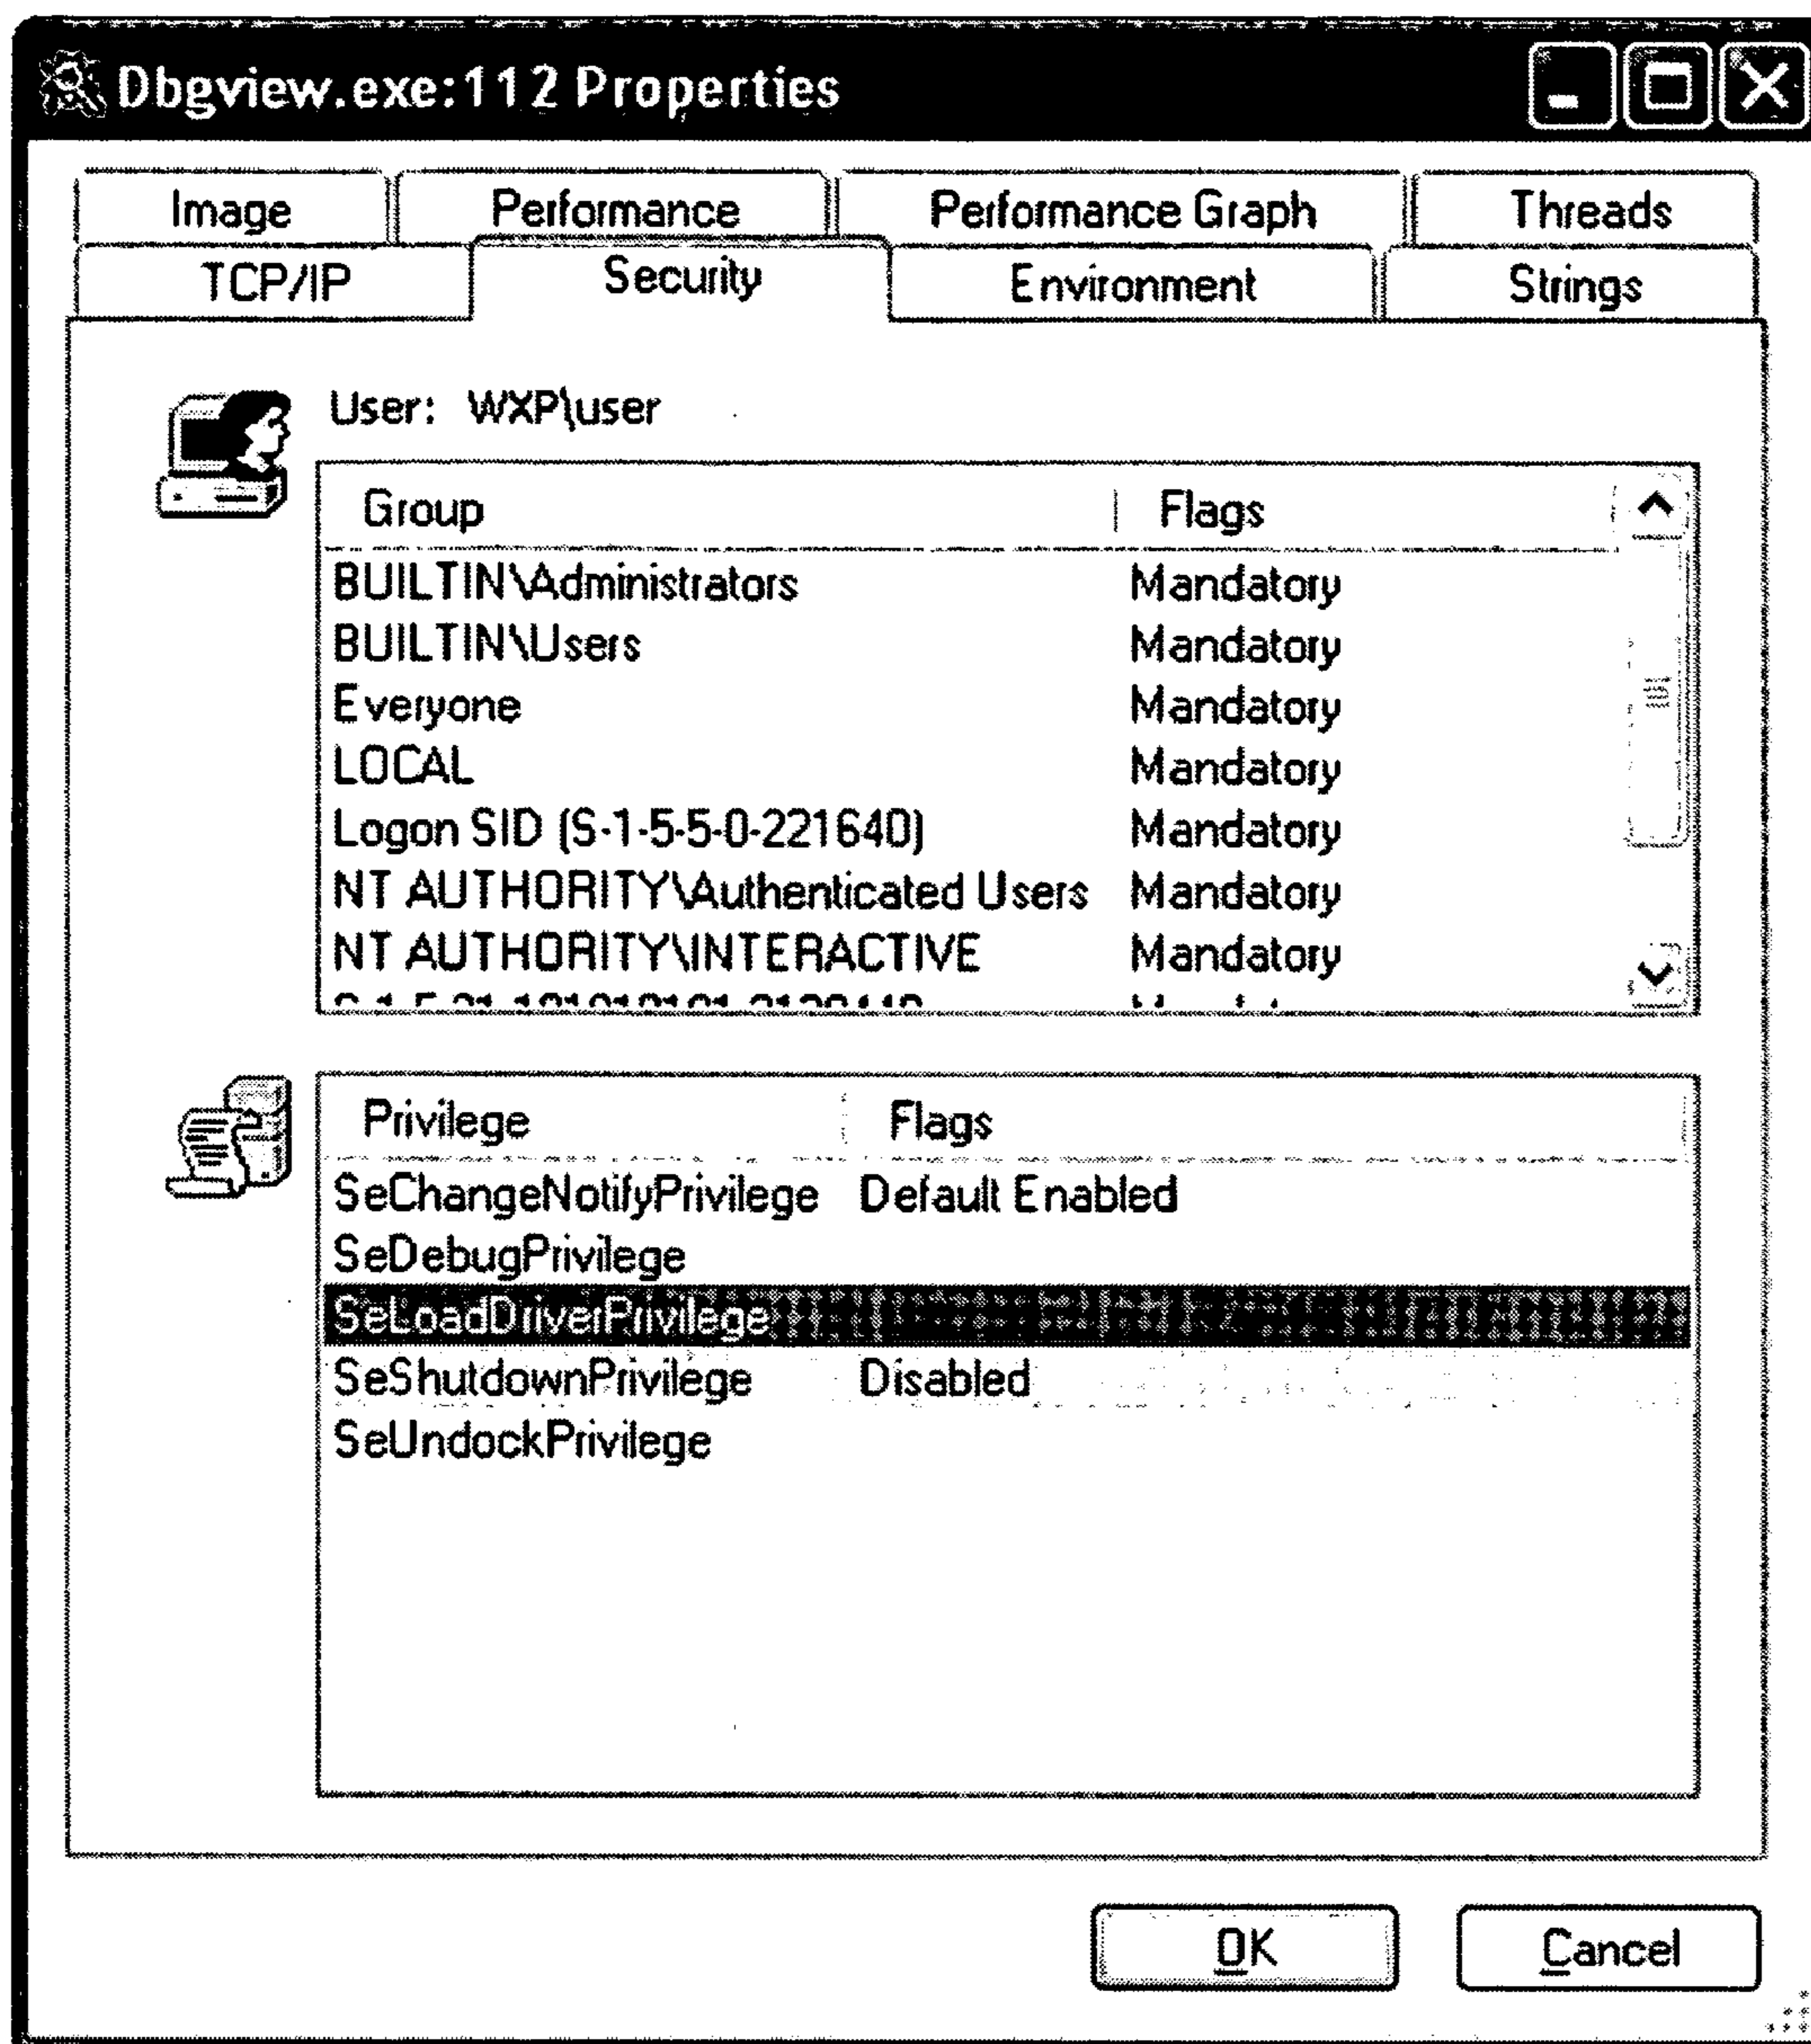 Dbgview.exe:112 Properties
Image Performance Performance Graph Threads
TCP/IP Security Environment Strings
User: WXP\user
Group Flags
BUILTIN\Administrators Mandatory
BUILTIN\Users Mandatory
Everyone Mandatory
LOCAL Mandatory
Logon SID (S-1-5-5-0-221640) Mandatory
NT AUTHORITY\Authenticated Users Mandatory
NT AUTHORITY\INTERACTIVE Mandatory
Privilege Flags
SeChangeNotifyPrivilege Default Enabled
SeDebugPrivilege
SeLoadDriverPrivilege
SeShutdownPrivilege Disabled
SeUndockPrivilege
OK Cancel